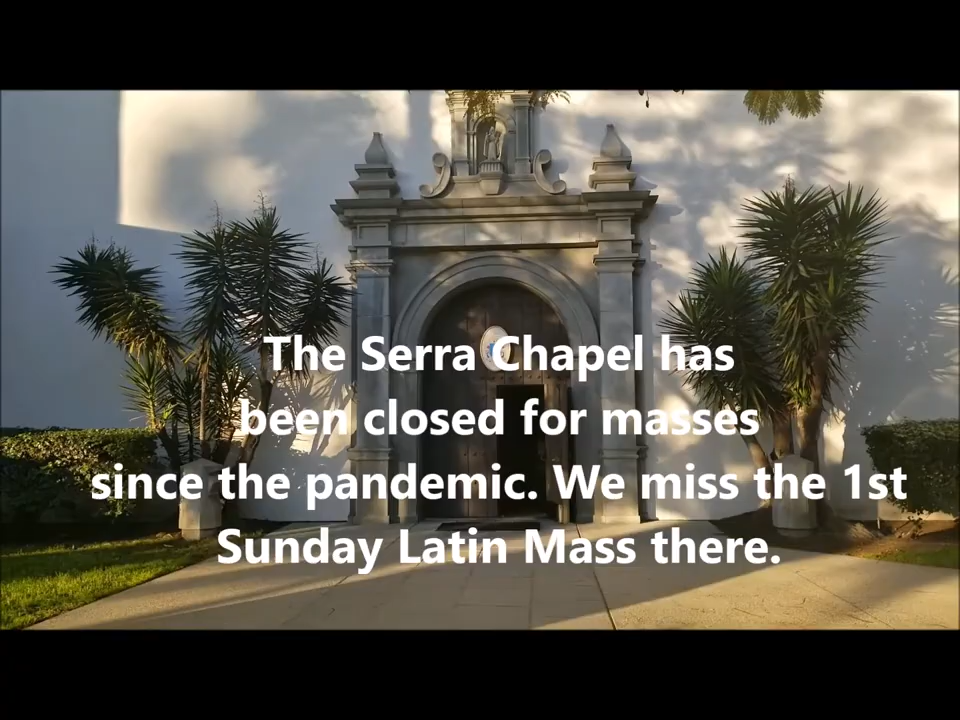 The Serra Chapel has
been closed for masses
since the pandemic. We miss the 1st
Sunday Latin Mass there.